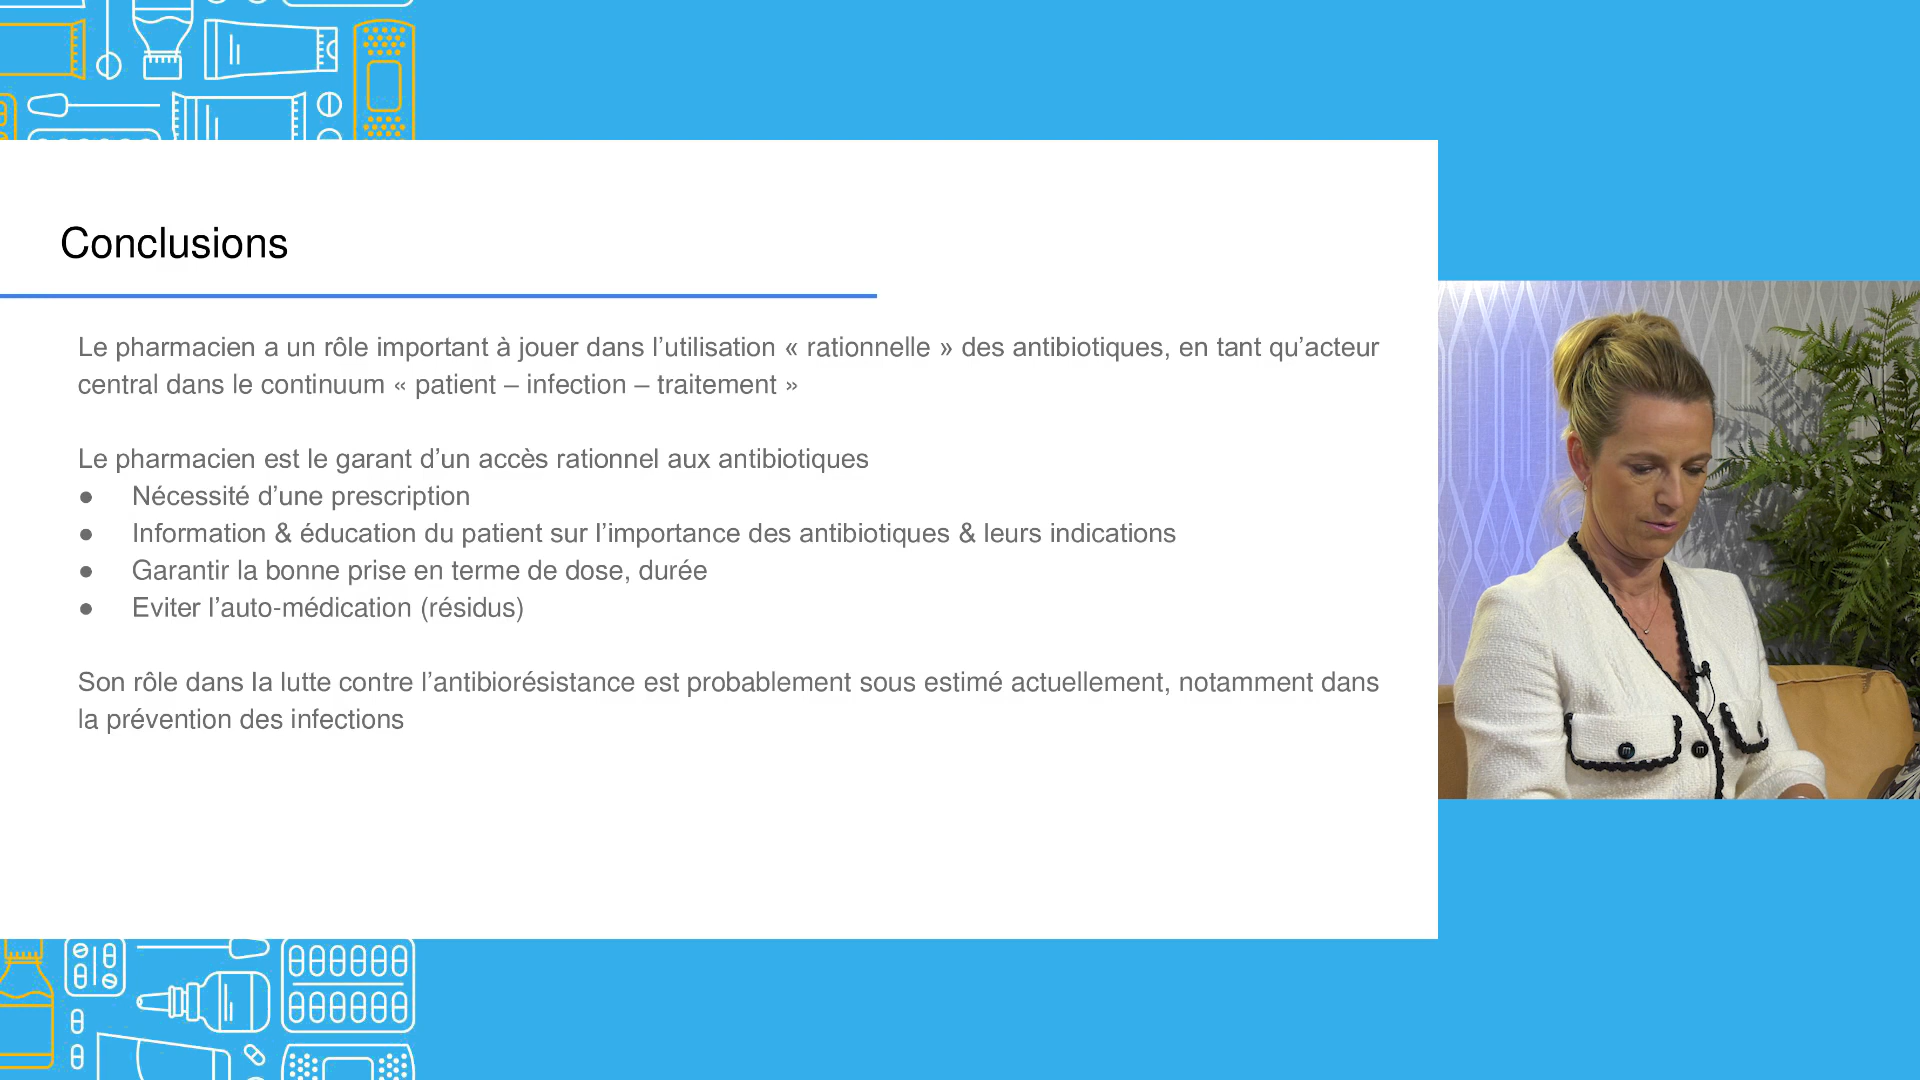 Conclusions
Le pharmacien a un rôle important à jouer dans l’utilisation « rationnelle » des antibiotiques, en tant qu’acteur
central dans le continuum « patient – infection – traitement »
Le pharmacien est le garant d’un accès rationnel aux antibiotiques
● Nécessité d’une prescription
● Information & éducation du patient sur l’importance des antibiotiques & leurs indications
● Garantir la bonne prise en terme de dose, durée
● Eviter l’auto-médication (résidus)
Son rôle dans la lutte contre l’antibiorésistance est probablement sous estimé actuellement, notamment dans
la prévention des infections